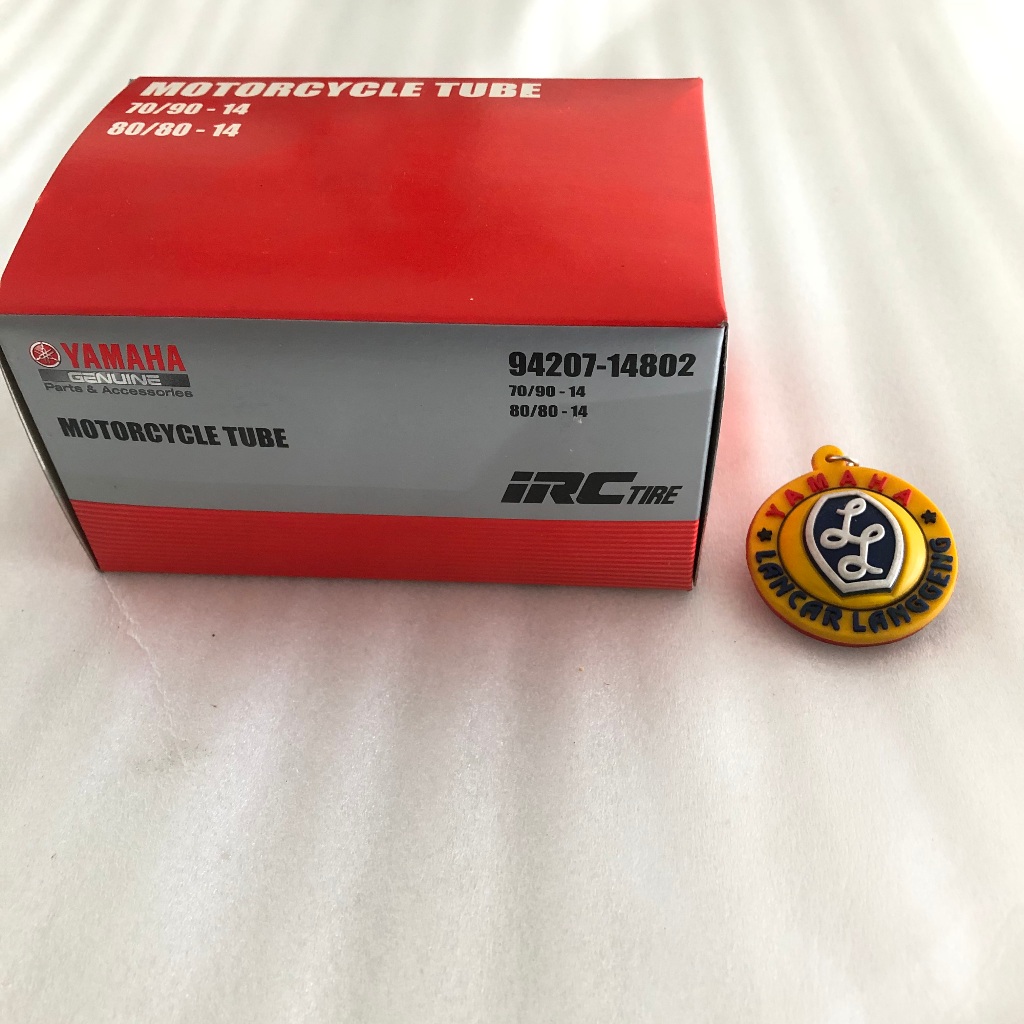 MOTORCYCLE TUBE
70/90 - 14
80/80 - 14
YAMAHA
GENUINE
Parts & Accessories
MOTORCYCLE TUBE
94207-14802
70/90 - 14
80/80 - 14
iRC TIRE
YAMAHA
LL
LANCAR LANGGENG